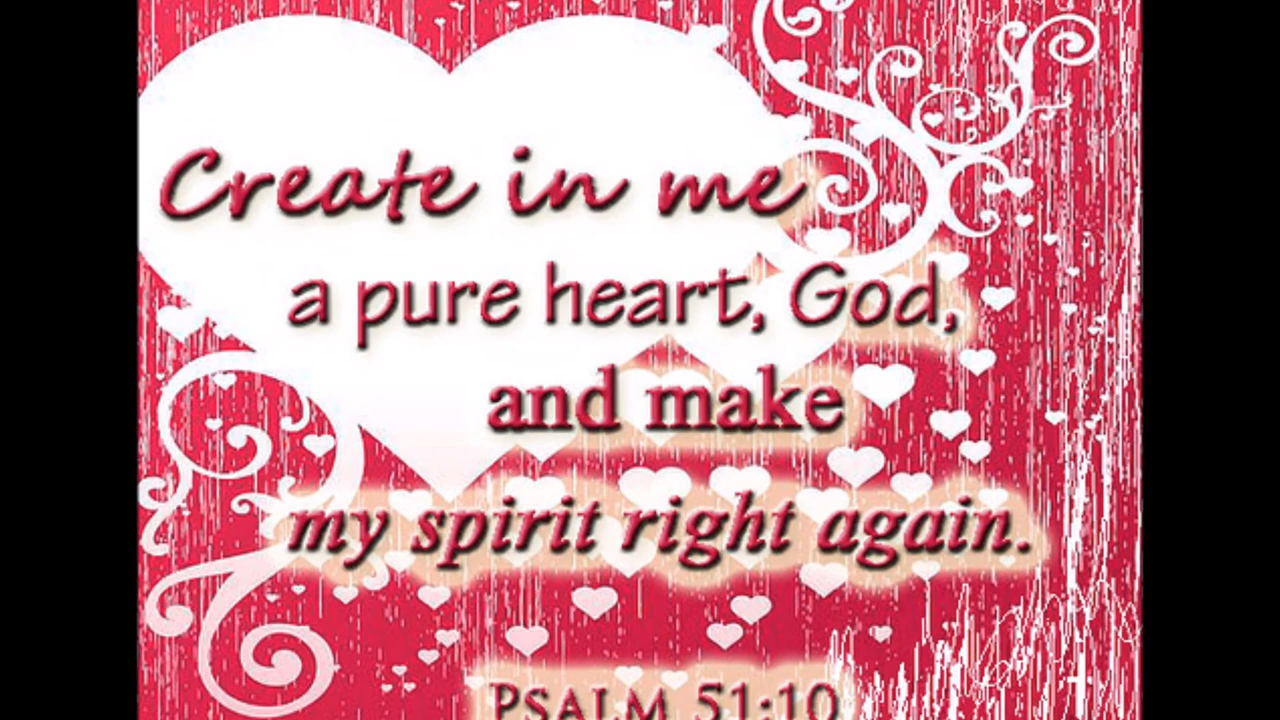 Create in me
a pure heart, God,
and make
my spirit right again.
PSALM 51:10